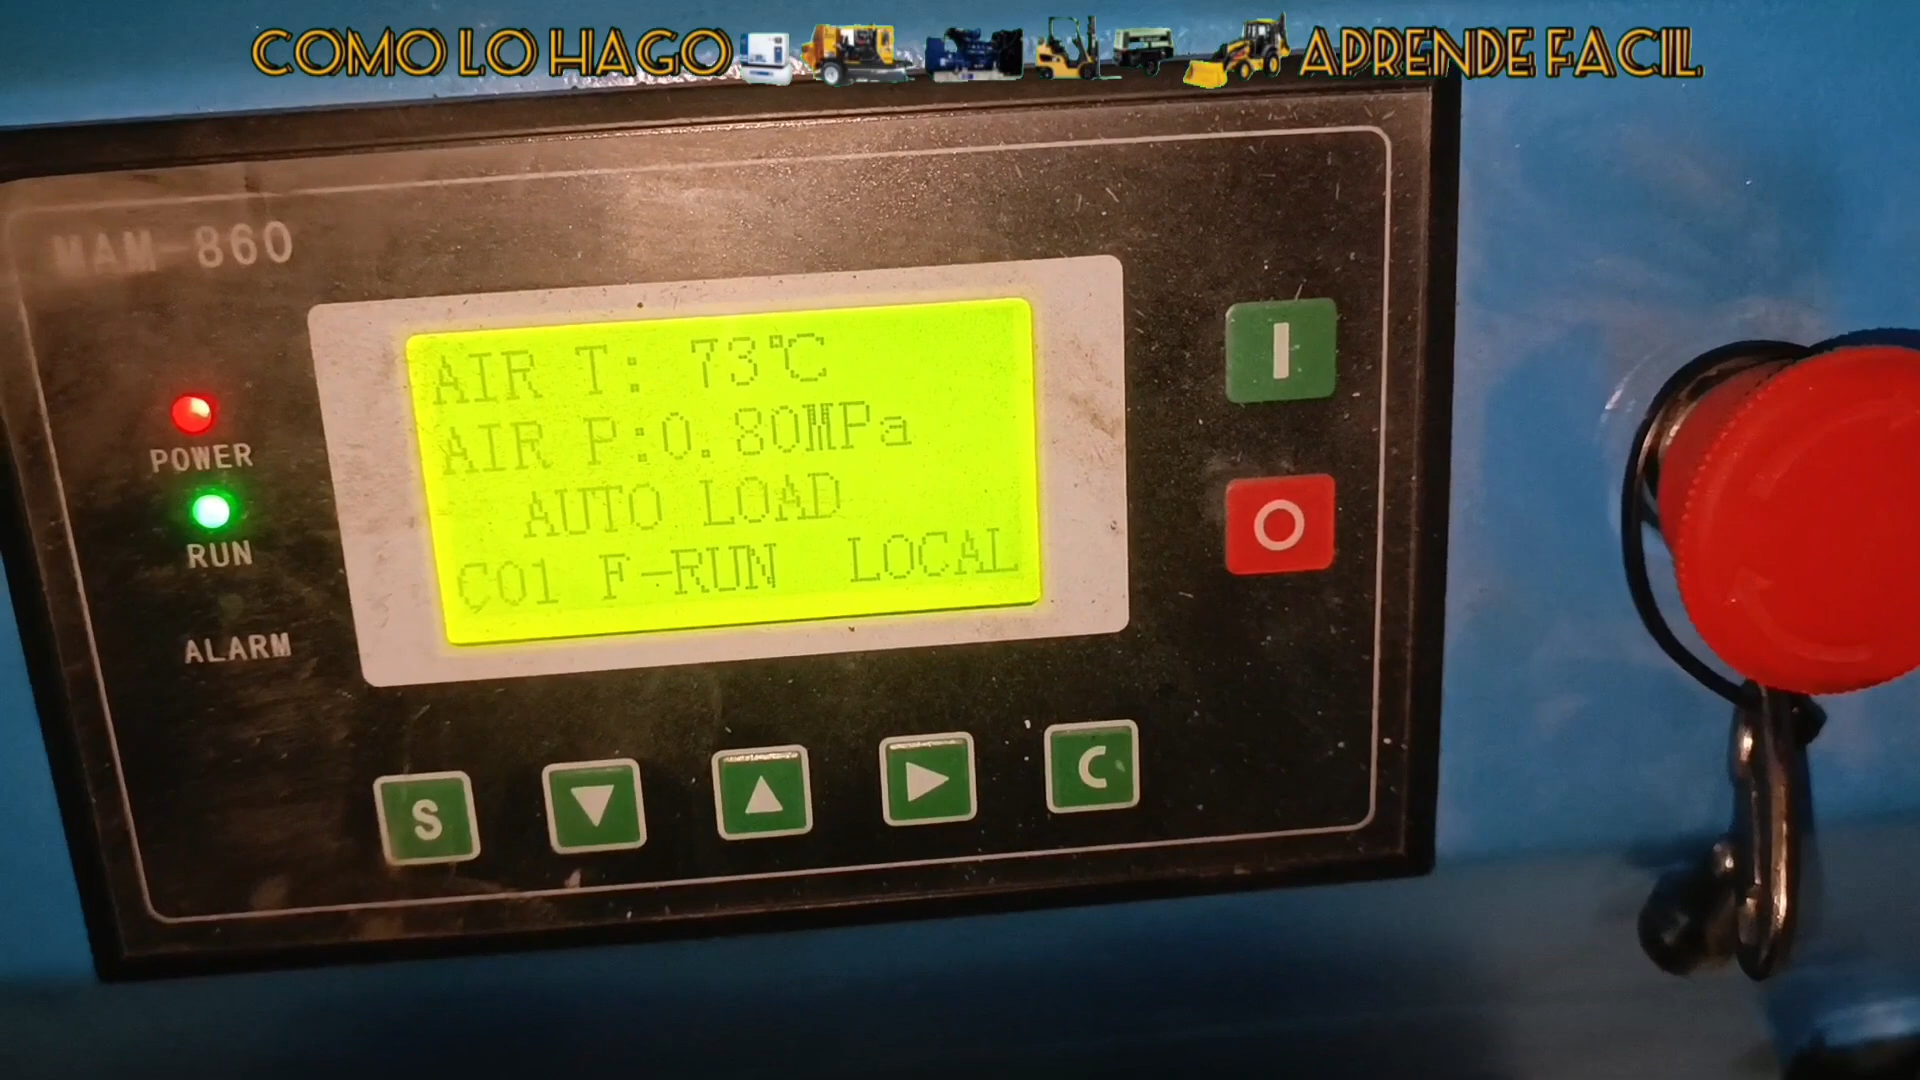 COMO LO HAGO APRENDE FACIL
MAM-860
AIR T: 73℃
AIR P:0.80MPa
AUTO LOAD
C01 F-RUN LOCAL
POWER
RUN
ALARM
I
O
S
C